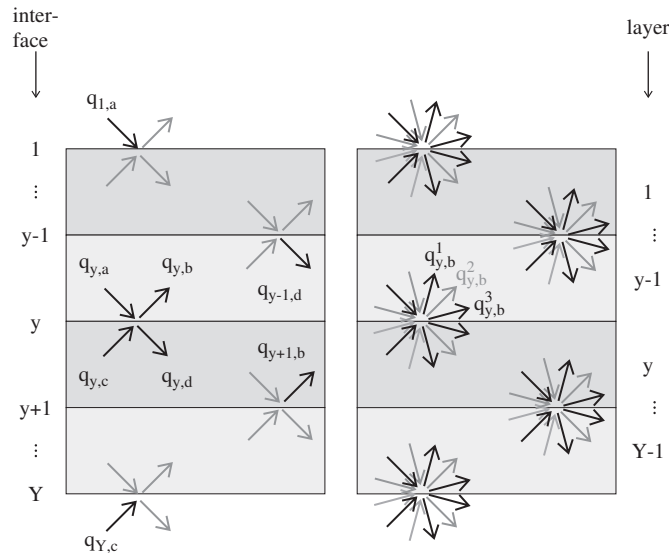 inter-
face
layer
q1,a
1
1
⋮
⋮
y-1
qy,a
qy,b
qy-1,d
q¹y,b
q²y,b
q³y,b
y-1
y
qy,c
qy,d
qy+1,b
y
y+1
⋮
⋮
Y-1
Y
qY,c